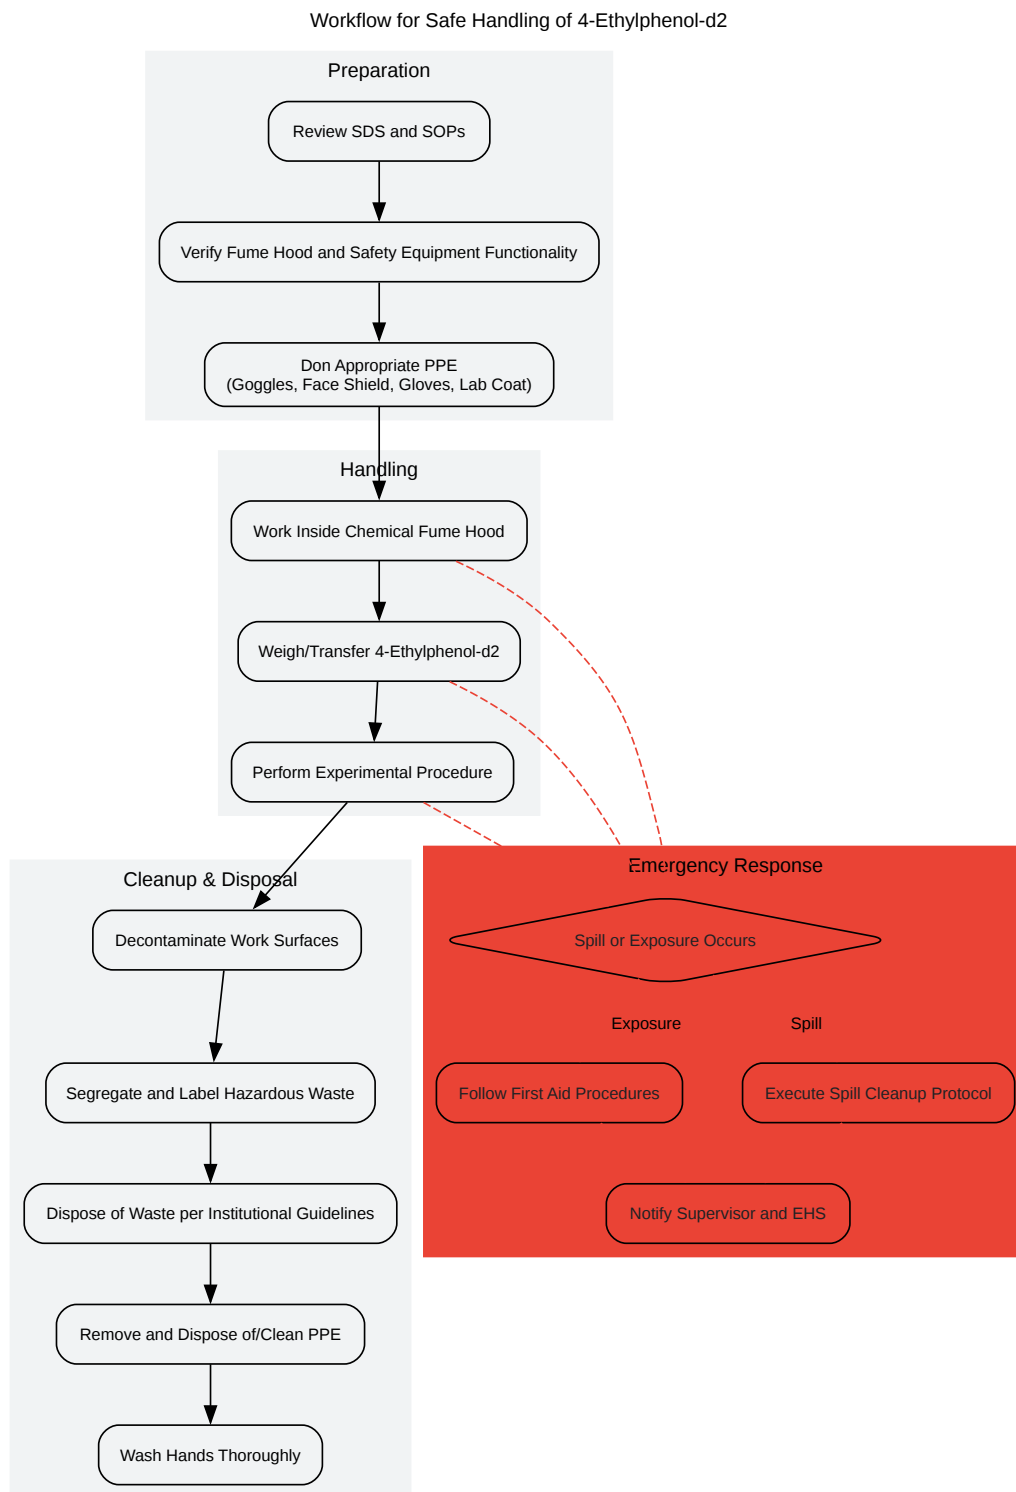 Workflow for Safe Handling of 4-Ethylphenol-d2
Preparation
Review SDS and SOPs
Verify Fume Hood and Safety Equipment Functionality
Don Appropriate PPE
(Goggles, Face Shield, Gloves, Lab Coat)
Handling
Work Inside Chemical Fume Hood
Weigh/Transfer 4-Ethylphenol-d2
Perform Experimental Procedure
Cleanup & Disposal
Decontaminate Work Surfaces
Segregate and Label Hazardous Waste
Dispose of Waste per Institutional Guidelines
Remove and Dispose of/Clean PPE
Wash Hands Thoroughly
Emergency Response
Spill or Exposure Occurs
Exposure
Spill
Follow First Aid Procedures
Execute Spill Cleanup Protocol
Notify Supervisor and EHS